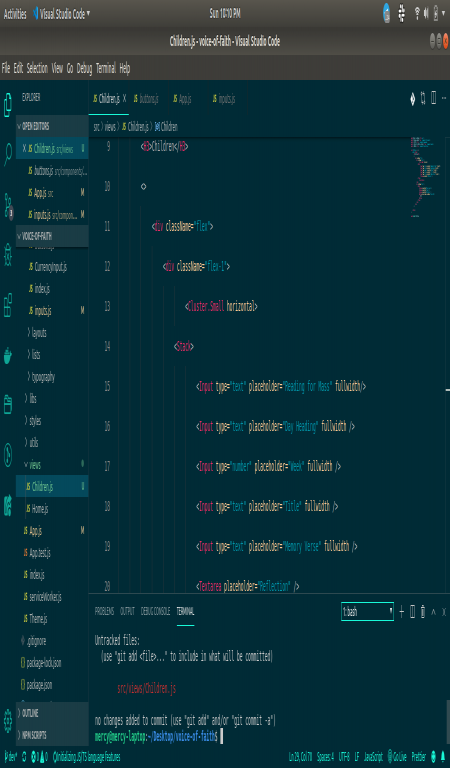 Activities Visual Studio Code Sun 10:19 PM
Children.js - voice-of-faith - Visual Studio Code
File Edit Selection View Go Debug Terminal Help
EXPLORER
OPEN EDITORS
X JS Children.js src/views U
JS buttons.js src/components/...
JS App.js src M
JS inputs.js src/compon... M
VOICE-OF-FAITH
JS CurrencyInput.js
JS index.js
JS inputs.js M
layouts
lists
typography
libs
styles
utils
views
JS Children.js U
JS Home.js
JS App.js M
JS App.test.js
JS index.js
JS serviceWorker.js
JS Theme.js
.gitignore
package-lock.json
package.json
OUTLINE
NPM SCRIPTS
JS Children.js X JS buttons.js JS App.js JS inputs.js
src > views > JS Children.js > Children
9 <H3>Children</H3>
10 <>
11 <div className="flex">
12 <div className="flex-1">
13 <Cluster.Small horizontal>
14 <Stack>
15 <Input type="text" placeholder="Heading for Mass" fullwidth/>
16 <Input type="text" placeholder="Day Heading" fullwidth />
17 <Input type="number" placeholder="Week" fullwidth />
18 <Input type="text" placeholder="Title" fullwidth />
19 <Input type="text" placeholder="Memory Verse" fullwidth />
20 <Textarea placeholder="Reflection" />
PROBLEMS OUTPUT DEBUG CONSOLE TERMINAL 1: bash
Untracked files:
(use "git add <file>..." to include in what will be committed)
src/views/Children.js
no changes added to commit (use "git add" and/or "git commit -a")
mercy@mercy-laptop:~/Desktop/voice-of-faith$
dev* 0 0 Initializing JS/TS language features Ln 29, Col 70 Spaces: 4 UTF-8 LF JavaScript Go Live Prettier